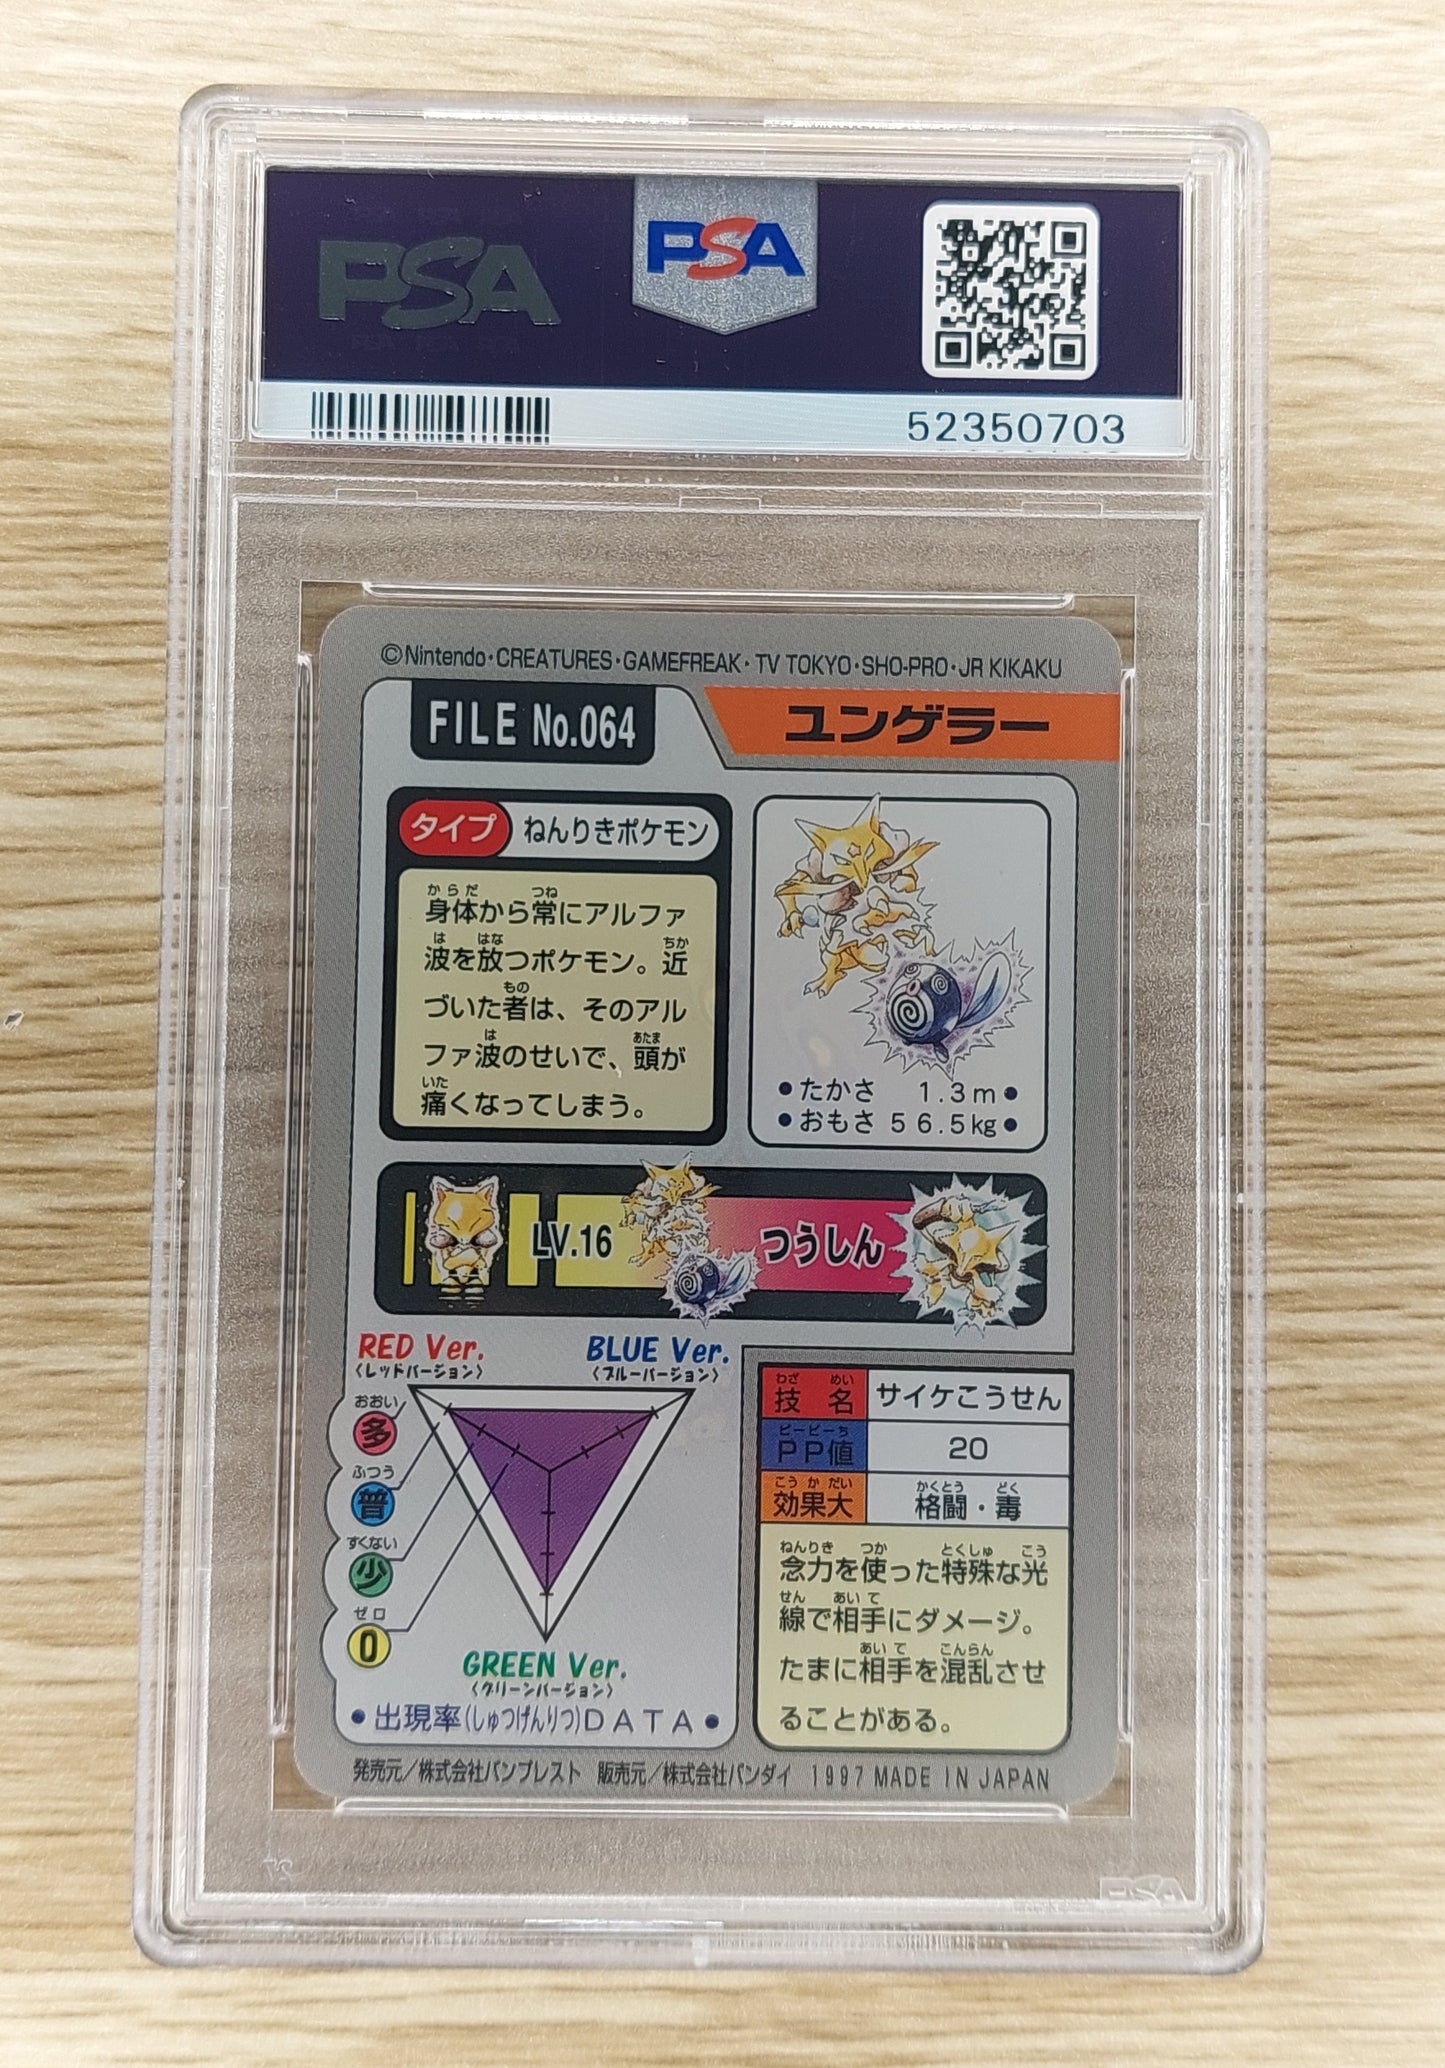 PSA
PSA
52350703
©Nintendo・CREATURES・GAMEFREAK・TV TOKYO・SHO-PRO・JR KIKAKU
FILE No.064
ユンゲラー
タイプ
ねんりきポケモン
からだ つね
身体から常にアルファ
は はな ちか
波を放つポケモン。近
もの
づいた者は、そのアル
は あたま
ファ波のせいで、頭が
いた
痛くなってしまう。
●たかさ 1.3m●
●おもさ 56.5kg●
LV.16
つうしん
RED Ver.
〈レッドバージョン〉
BLUE Ver.
〈ブルーバージョン〉
おおい
多
ふつう
普
すくない
少
ゼロ
0
GREEN Ver.
〈グリーンバージョン〉
●出現率(しゅつげんりつ)DATA●
わざ めい
技名
サイケこうせん
ピーピーち
PP値
20
こうかだい
効果大
かくとう どく
格闘・毒
ねんりき つか とくしゅ こう
念力を使った特殊な光
せん あいて
線で相手にダメージ。
あいて こんらん
たまに相手を混乱させ
ることがある。
発売元／株式会社バンプレスト 販売元／株式会社バンダイ 1997 MADE IN JAPAN
PSA